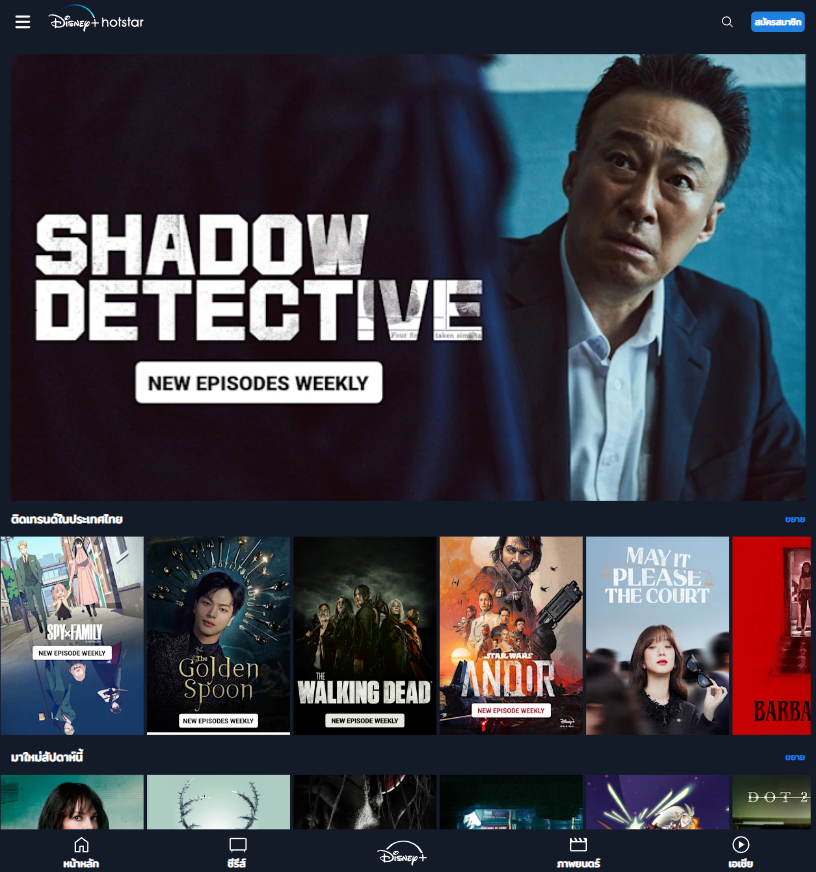 Disney+ hotstar
สมัครสมาชิก
SHADOW
DETECTIVE
NEW EPISODES WEEKLY
ติดเทรนด์ในประเทศไทย
ขยาย
SPY×FAMILY
NEW EPISODE WEEKLY
The
Golden
Spoon
NEW EPISODES WEEKLY
THE
WALKING DEAD
NEW EPISODES WEEKLY
STAR WARS
ANDOR
NEW EPISODES WEEKLY
Disney+
MAY IT
PLEASE
THE COURT
BARBA
มาใหม่สัปดาห์นี้
ขยาย
DOT 2
หน้าหลัก
ซีรีส์
Disney+
ภาพยนตร์
เอเชีย